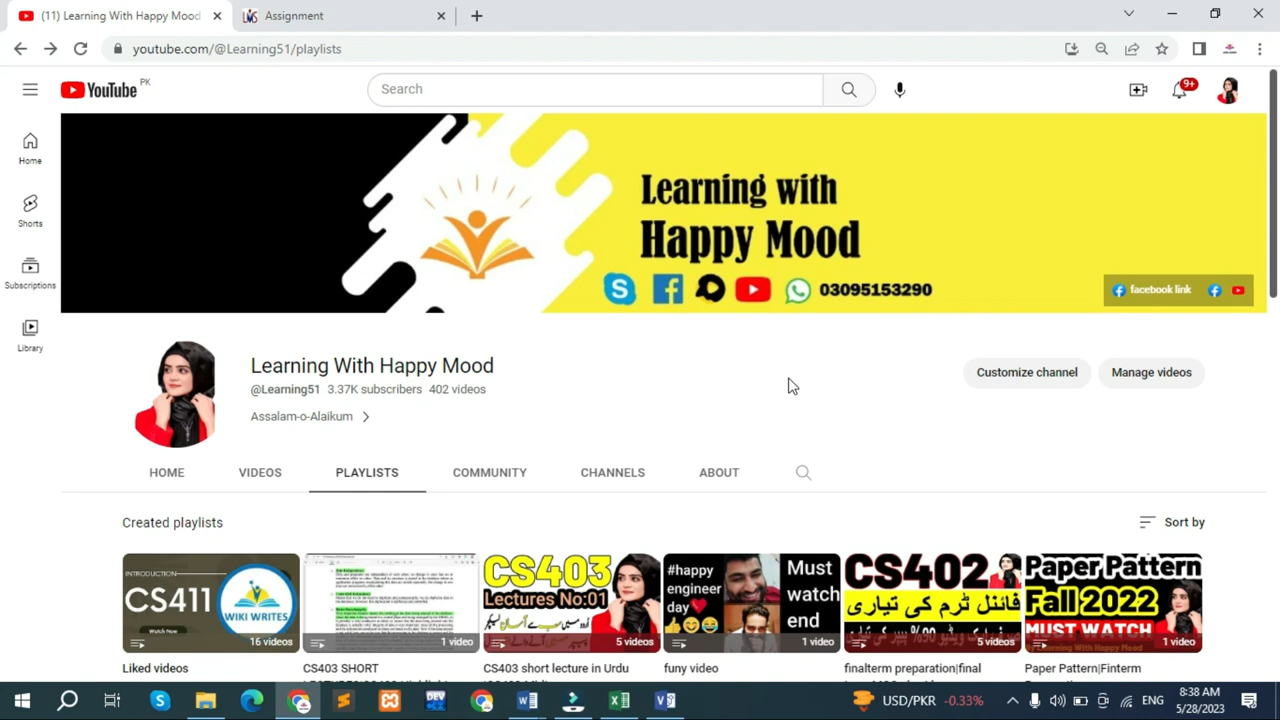 (11) Learning With Happy Mood
Assignment
youtube.com/@Learning51/playlists
YouTube PK
Search
9+
Home
Shorts
Subscriptions
Library
Learning with
Happy Mood
03095153290
facebook link
Learning With Happy Mood
@Learning51 3.37K subscribers 402 videos
Assalam-o-Alaikum
Customize channel
Manage videos
HOME
VIDEOS
PLAYLISTS
COMMUNITY
CHANNELS
ABOUT
Created playlists
Sort by
INTRODUCTION
CS411
Watch Now
WIKI WRITES
16 videos
1 video
CS403
Lectures No:01
5 videos
#happy
engineer
day
Must
watch
end
1 video
CS402
فائنل ٹرم کی تیاری
5 videos
Paper Pattern
Fall 2022
MUST WATCH
1 video
Liked videos
CS403 SHORT
CS403 short lecture in Urdu
funy video
finalterm preparation|final
Paper Pattern|Finterm
DEV
USD/PKR -0.33%
ENG
8:38 AM
5/28/2023